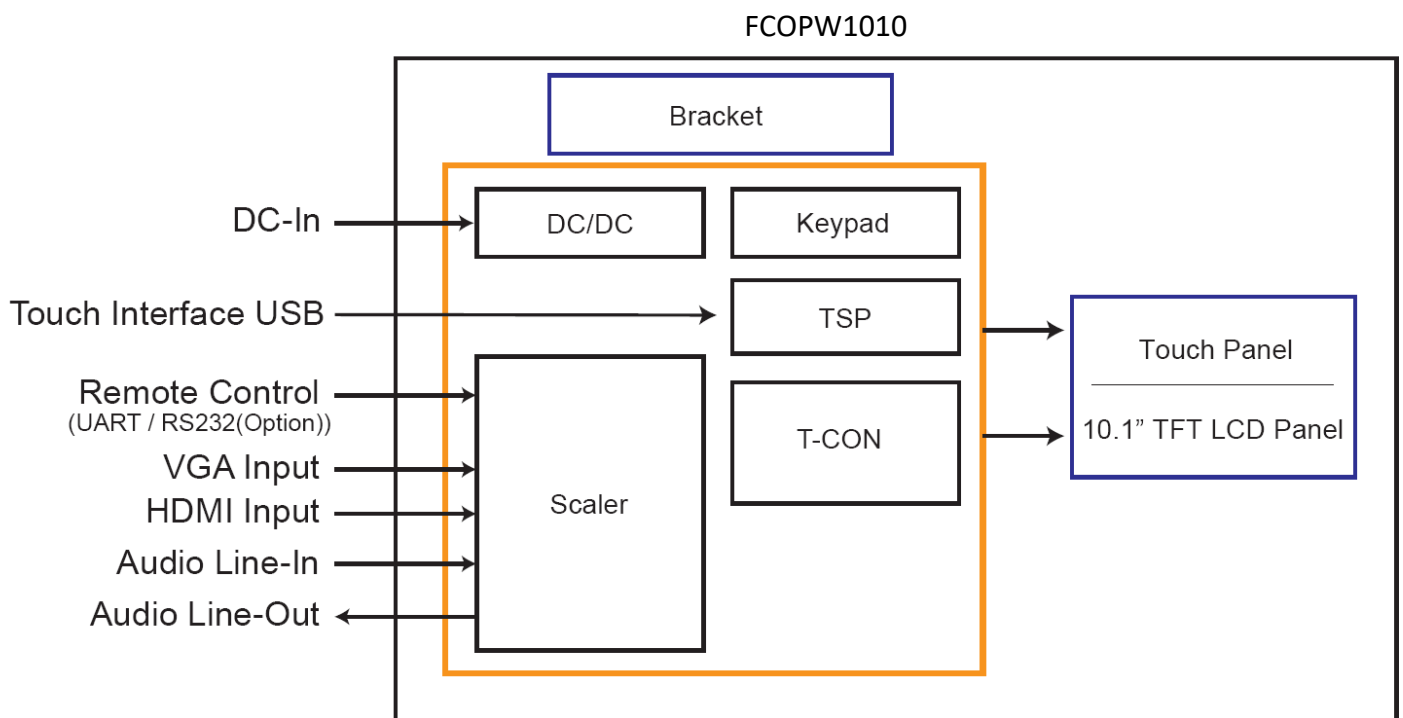 FCOPW1010
Bracket
DC-In
DC/DC
Keypad
Touch Interface USB
TSP
Touch Panel
10.1” TFT LCD Panel
Remote Control
(UART / RS232(Option))
T-CON
VGA Input
HDMI Input
Scaler
Audio Line-In
Audio Line-Out